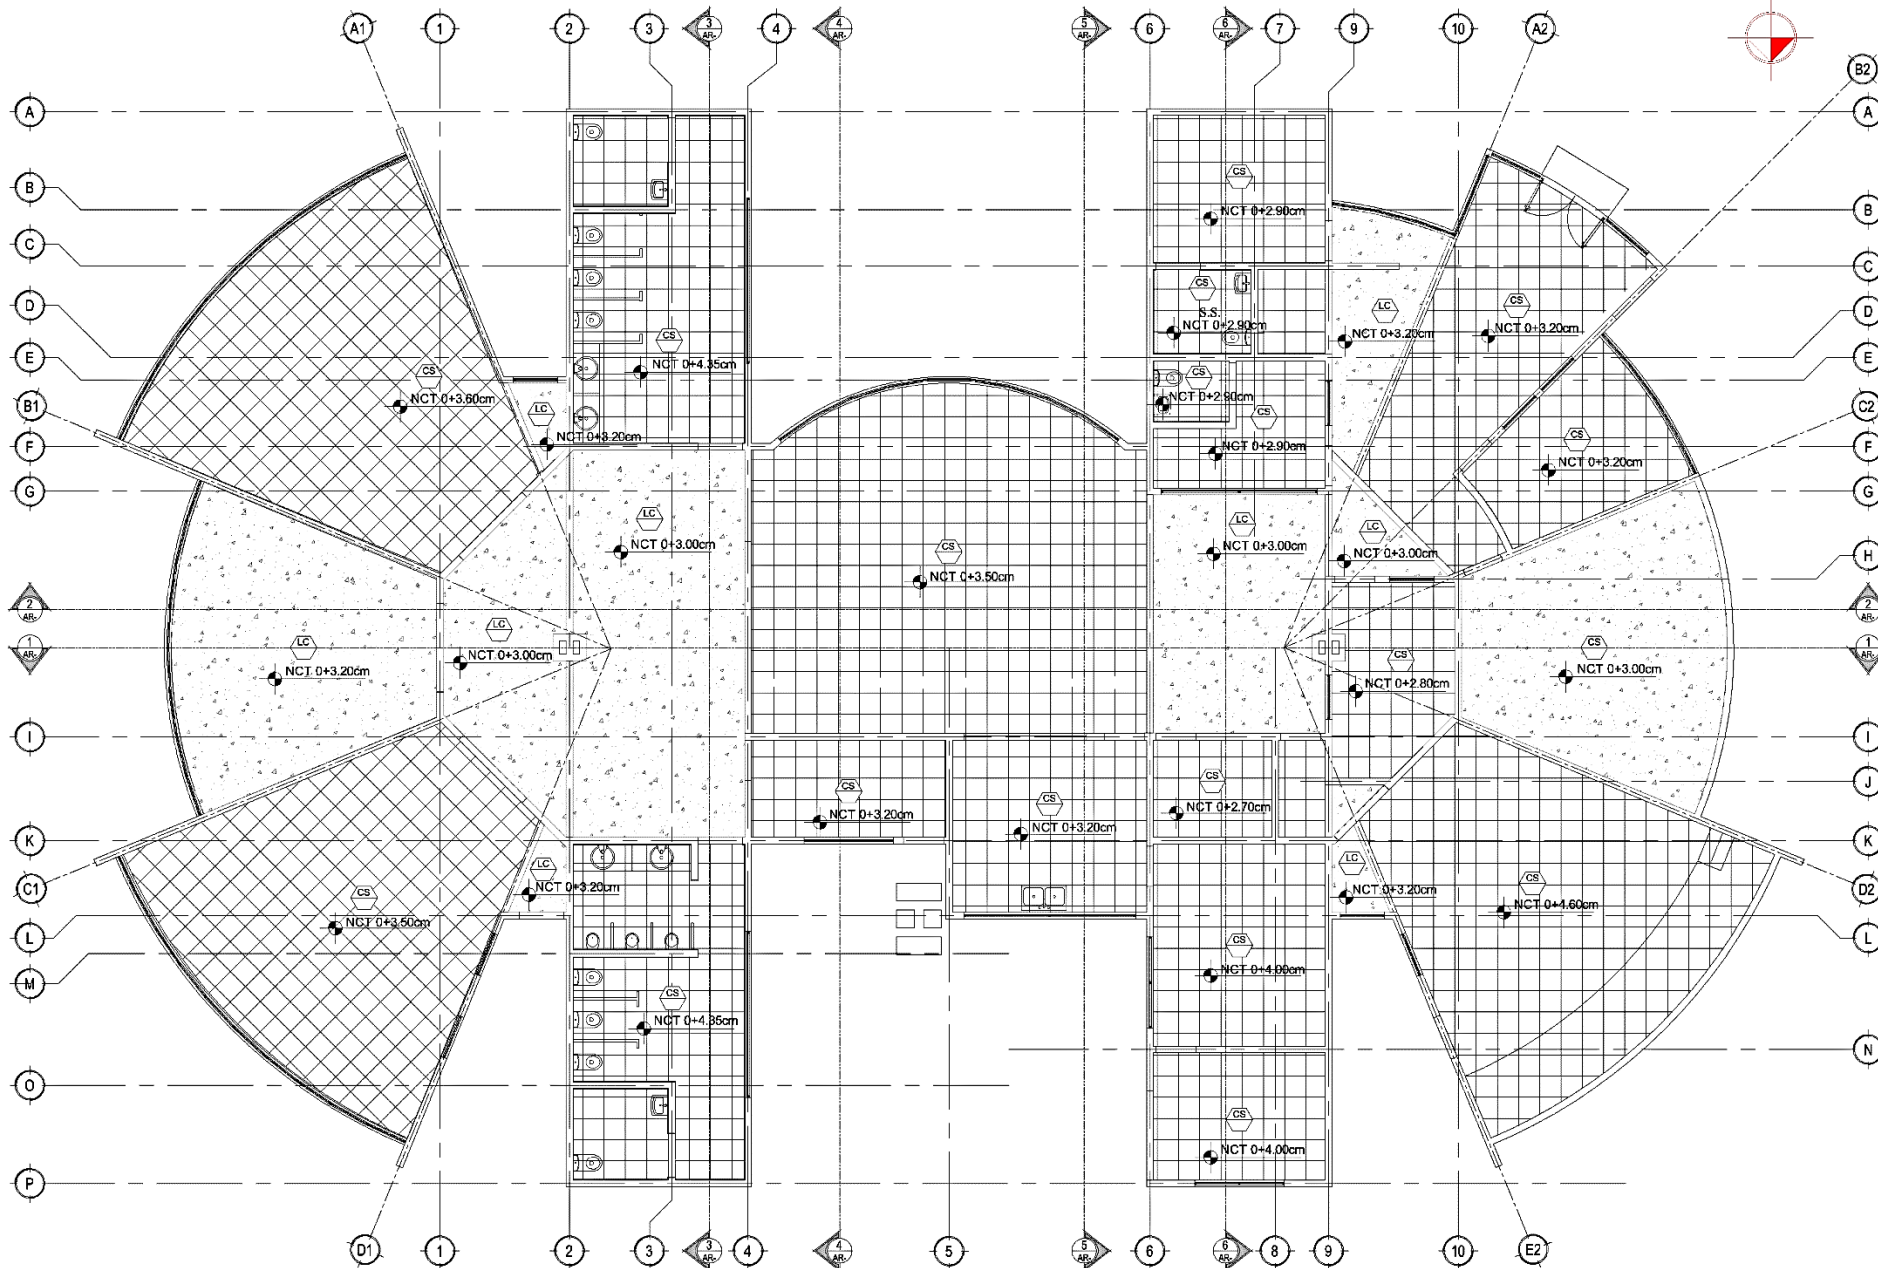 A1
1
2
3
3
AR-
4
4
AR-
5
AR-
6
6
AR-
7
9
10
A2
B2
A
A
B
B
C
C
D
D
E
E
B1
C2
F
F
G
G
H
2
AR-
2
AR-
1
AR-
1
AR-
I
I
J
K
K
C1
D2
L
L
M
N
O
P
CS
NCT 0+2.90cm
CS
S.S.
NCT 0+2.90cm
LC
NCT 0+3.20cm
CS
NCT 0+3.20cm
CS
NCT 0+4.35cm
CS
NCT 0+3.60cm
CS
NCT 0+2.90cm
LC
NCT 0+3.20cm
CS
NCT 0+2.90cm
CS
NCT 0+3.20cm
LC
NCT 0+3.00cm
LC
NCT 0+3.00cm
LC
NCT 0+3.00cm
CS
NCT 0+3.50cm
LC
NCT 0+3.20cm
LC
NCT 0+3.00cm
CS
NCT 0+2.80cm
CS
NCT 0+3.00cm
CS
NCT 0+3.20cm
CS
NCT 0+3.20cm
CS
NCT 0+2.70cm
LC
NCT 0+3.20cm
LC
NCT 0+3.20cm
CS
NCT 0+3.50cm
CS
NCT 0+4.60cm
CS
NCT 0+4.00cm
CS
NCT 0+4.35cm
CS
NCT 0+4.00cm
D1
1
2
3
3
AR-
4
4
AR-
5
5
AR-
6
6
AR-
8
9
10
E2